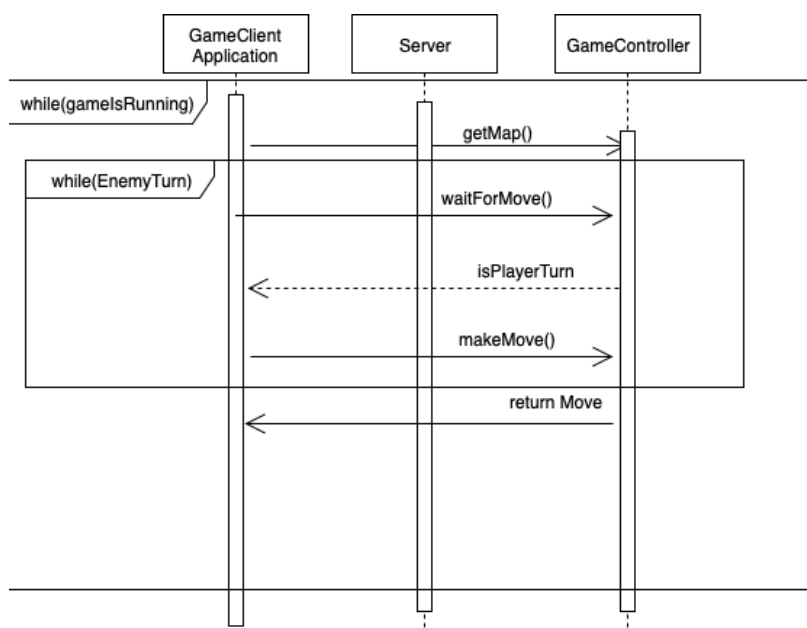 GameClient
Application
Server
GameController
while(gameIsRunning)
getMap()
while(EnemyTurn)
waitForMove()
isPlayerTurn
makeMove()
return Move